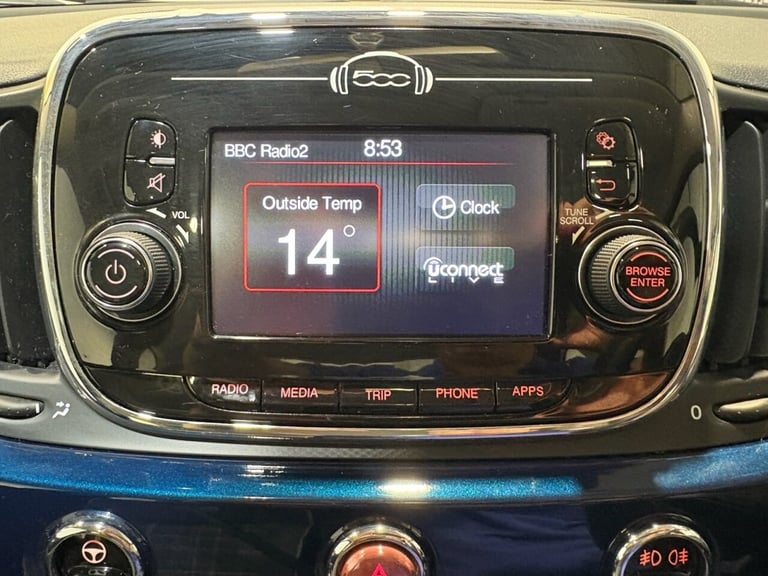 500
BBC Radio2 8:53
VOL
TUNE
SCROLL
Outside Temp
14°
Clock
Uconnect
LIVE
BROWSE
ENTER
RADIO MEDIA TRIP PHONE APPS
0